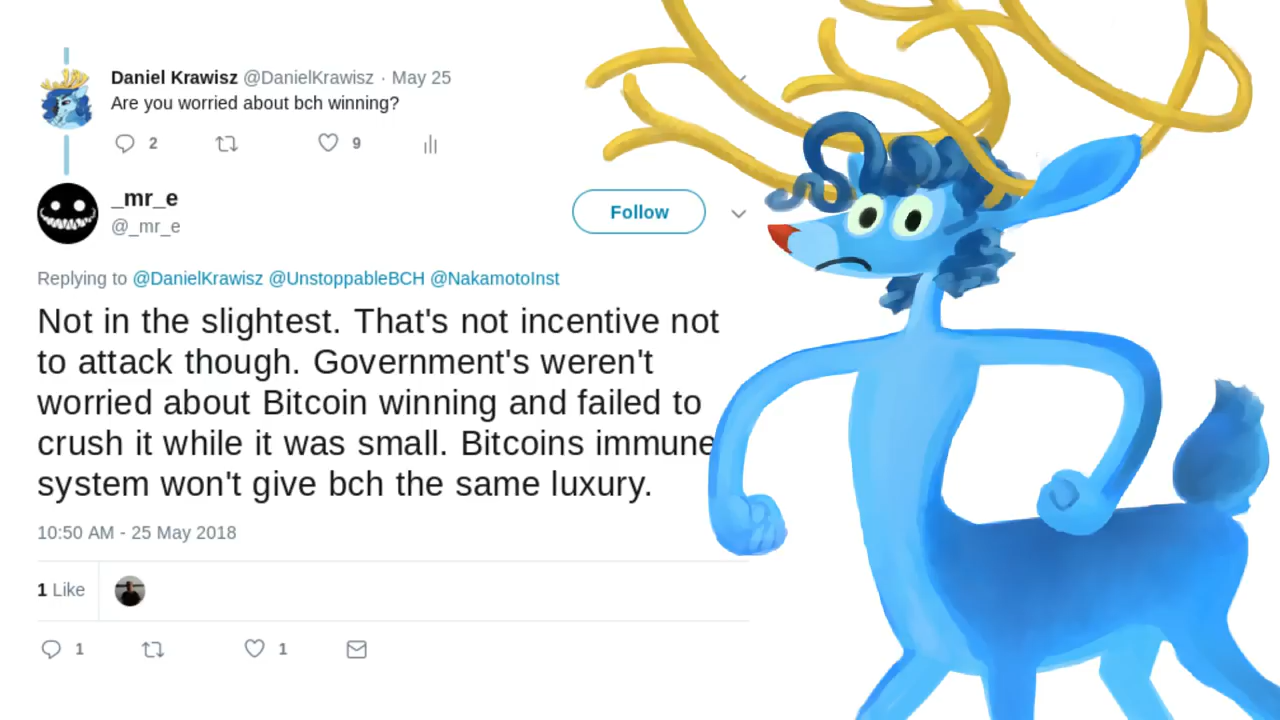 Daniel Krawisz @DanielKrawisz · May 25
Are you worried about bch winning?
2 9
_mr_e
@_mr_e
Follow
Replying to @DanielKrawisz @UnstoppableBCH @NakamotoInst
Not in the slightest. That's not incentive not
to attack though. Government's weren't
worried about Bitcoin winning and failed to
crush it while it was small. Bitcoins immune
system won't give bch the same luxury.
10:50 AM - 25 May 2018
1 Like
1 1